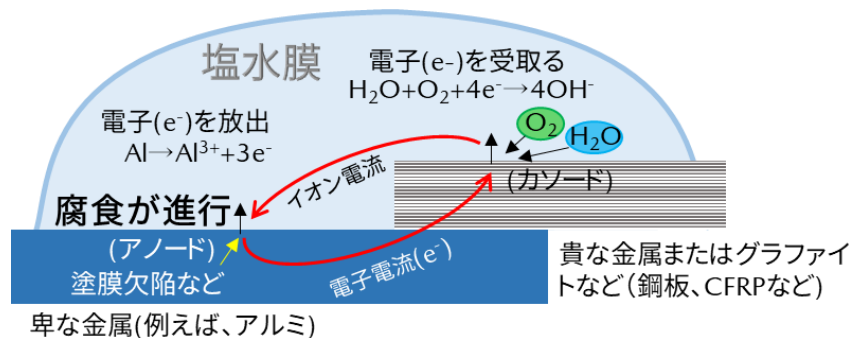 塩水膜
電子(e-)を受取る
H₂O+O₂+4e⁻→4OH⁻
電子(e⁻)を放出
Al→Al³⁺+3e⁻
O₂
H₂O
イオン電流
(カソード)
腐食が進行
(アノード)
塗膜欠陥など
電子電流(e⁻)
貴な金属またはグラファイ
トなど(鋼板、CFRPなど)
卑な金属(例えば、アルミ)